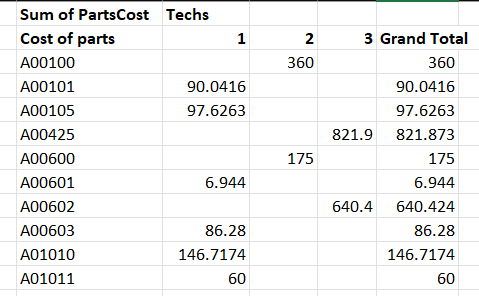 Sum of PartsCost Techs
Cost of parts 1 2 3 Grand Total
A00100 360 360
A00101 90.0416 90.0416
A00105 97.6263 97.6263
A00425 821.9 821.873
A00600 175 175
A00601 6.944 6.944
A00602 640.4 640.424
A00603 86.28 86.28
A01010 146.7174 146.7174
A01011 60 60